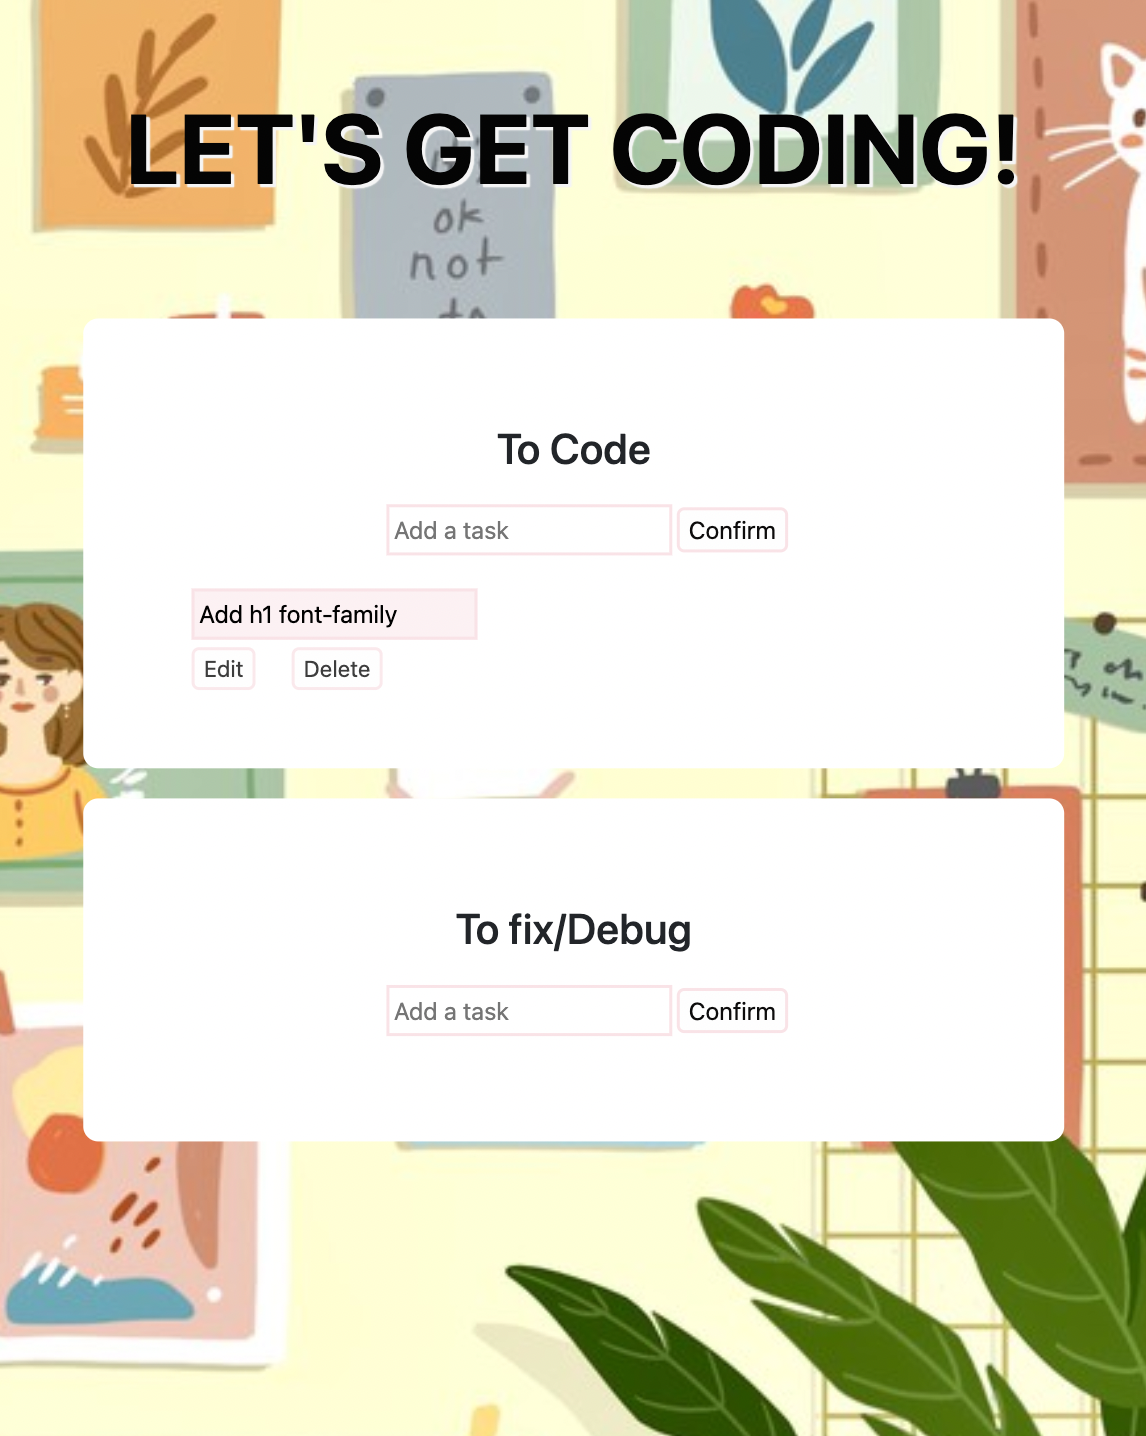 LET'S GET CODING!
ok
not
to
To Code
Add a task Confirm
Add h1 font-family
Edit Delete
To fix/Debug
Add a task Confirm